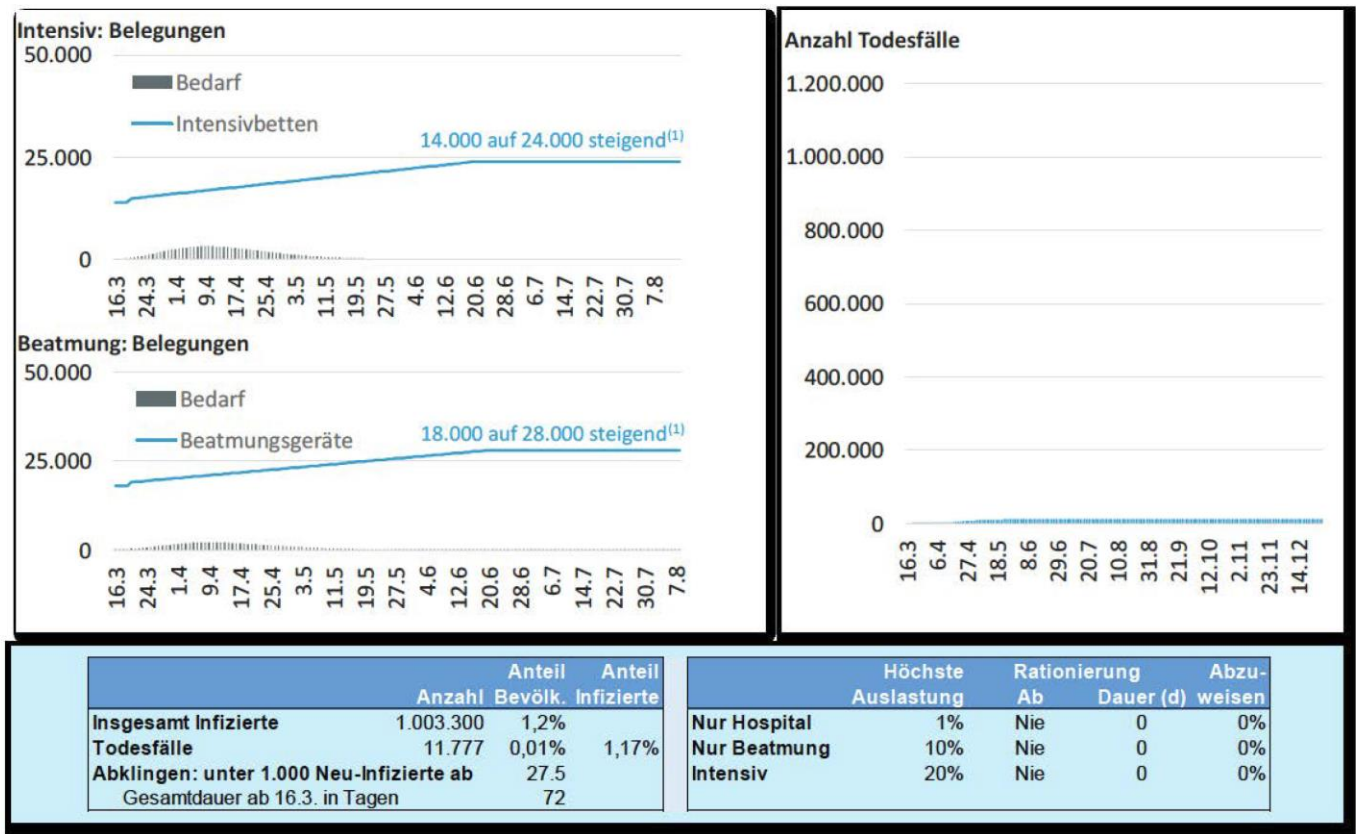 Intensiv: Belegungen
50.000
Bedarf
Intensivbetten
14.000 auf 24.000 steigend(1)
25.000
0
16.3 24.3 1.4 9.4 17.4 25.4 3.5 11.5 19.5 27.5 4.6 12.6 20.6 28.6 6.7 14.7 22.7 30.7 7.8
Beatmung: Belegungen
50.000
Bedarf
Beatmungsgeräte
18.000 auf 28.000 steigend(1)
25.000
0
16.3 24.3 1.4 9.4 17.4 25.4 3.5 11.5 19.5 27.5 4.6 12.6 20.6 28.6 6.7 14.7 22.7 30.7 7.8
Anzahl Todesfälle
1.200.000
1.000.000
800.000
600.000
400.000
200.000
0
16.3 6.4 27.4 18.5 8.6 29.6 20.7 10.8 31.8 21.9 12.10 2.11 23.11 14.12
Anteil Anteil
Anzahl Bevölk. Infizierte
Insgesamt Infizierte 1.003.300 1,2%
Todesfälle 11.777 0,01% 1,17%
Abklingen: unter 1.000 Neu-Infizierte ab 27.5
Gesamtdauer ab 16.3. in Tagen 72
Höchste Rationierung Abzu-
Auslastung Ab Dauer (d) weisen
Nur Hospital 1% Nie 0 0%
Nur Beatmung 10% Nie 0 0%
Intensiv 20% Nie 0 0%